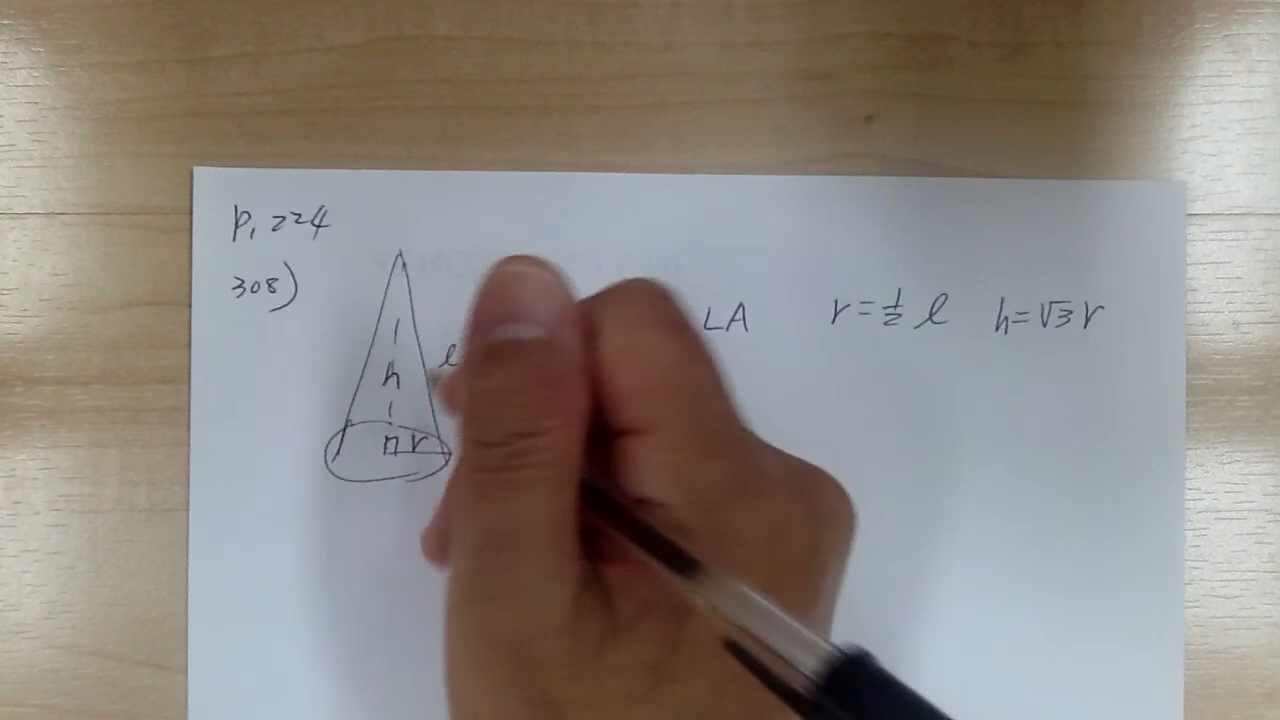 P. 224
308)
h
r
l
LA r = 1/2 l h = √3 r